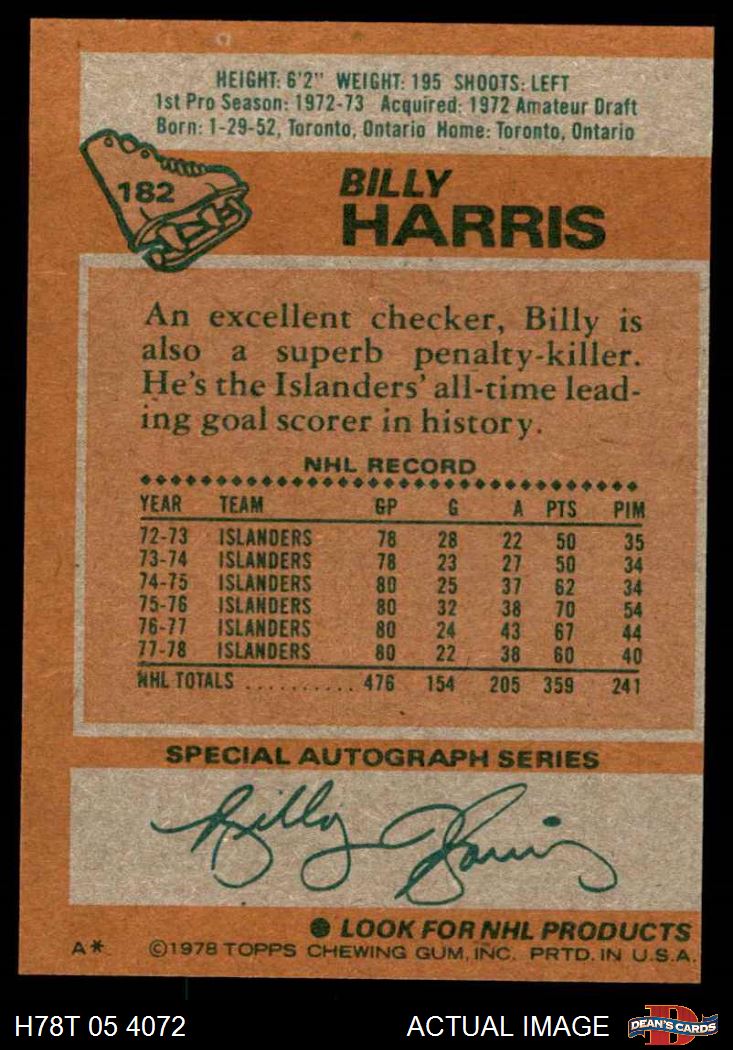 HEIGHT: 6'2" WEIGHT: 195 SHOOTS: LEFT
1st Pro Season: 1972-73 Acquired: 1972 Amateur Draft
Born: 1-29-52, Toronto, Ontario Home: Toronto, Ontario
182
BILLY
HARRIS
An excellent checker, Billy is
also a superb penalty-killer.
He's the Islanders' all-time lead-
ing goal scorer in history.
NHL RECORD
YEAR TEAM GP G A PTS PIM
72-73 ISLANDERS 78 28 22 50 35
73-74 ISLANDERS 78 23 27 50 34
74-75 ISLANDERS 80 25 37 62 34
75-76 ISLANDERS 80 32 38 70 54
76-77 ISLANDERS 80 24 43 67 44
77-78 ISLANDERS 80 22 38 60 40
NHL TOTALS .......... 476 154 205 359 241
SPECIAL AUTOGRAPH SERIES
Billy Harris
● LOOK FOR NHL PRODUCTS
A* ©1978 TOPPS CHEWING GUM, INC. PRTD. IN U.S.A.
H78T 05 4072 ACTUAL IMAGE D DEAN'S CARDS